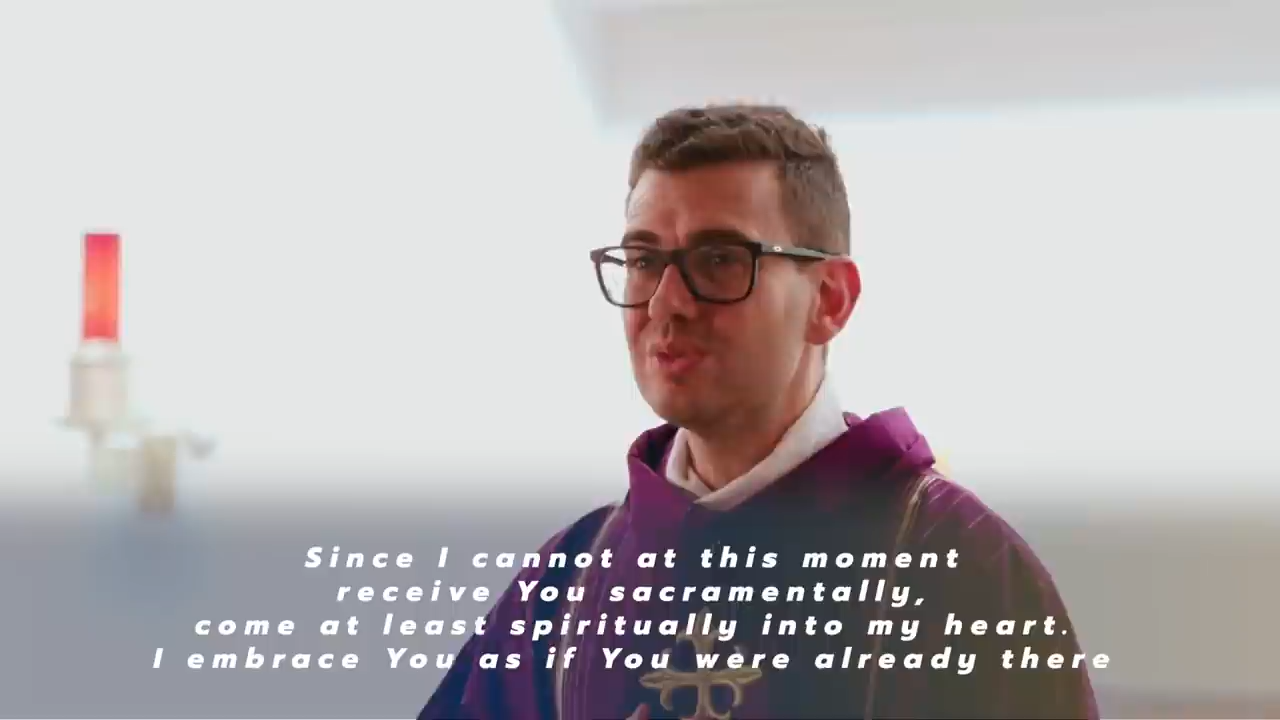 Since I cannot at this moment
receive You sacramentally,
come at least spiritually into my heart.
I embrace You as if You were already there